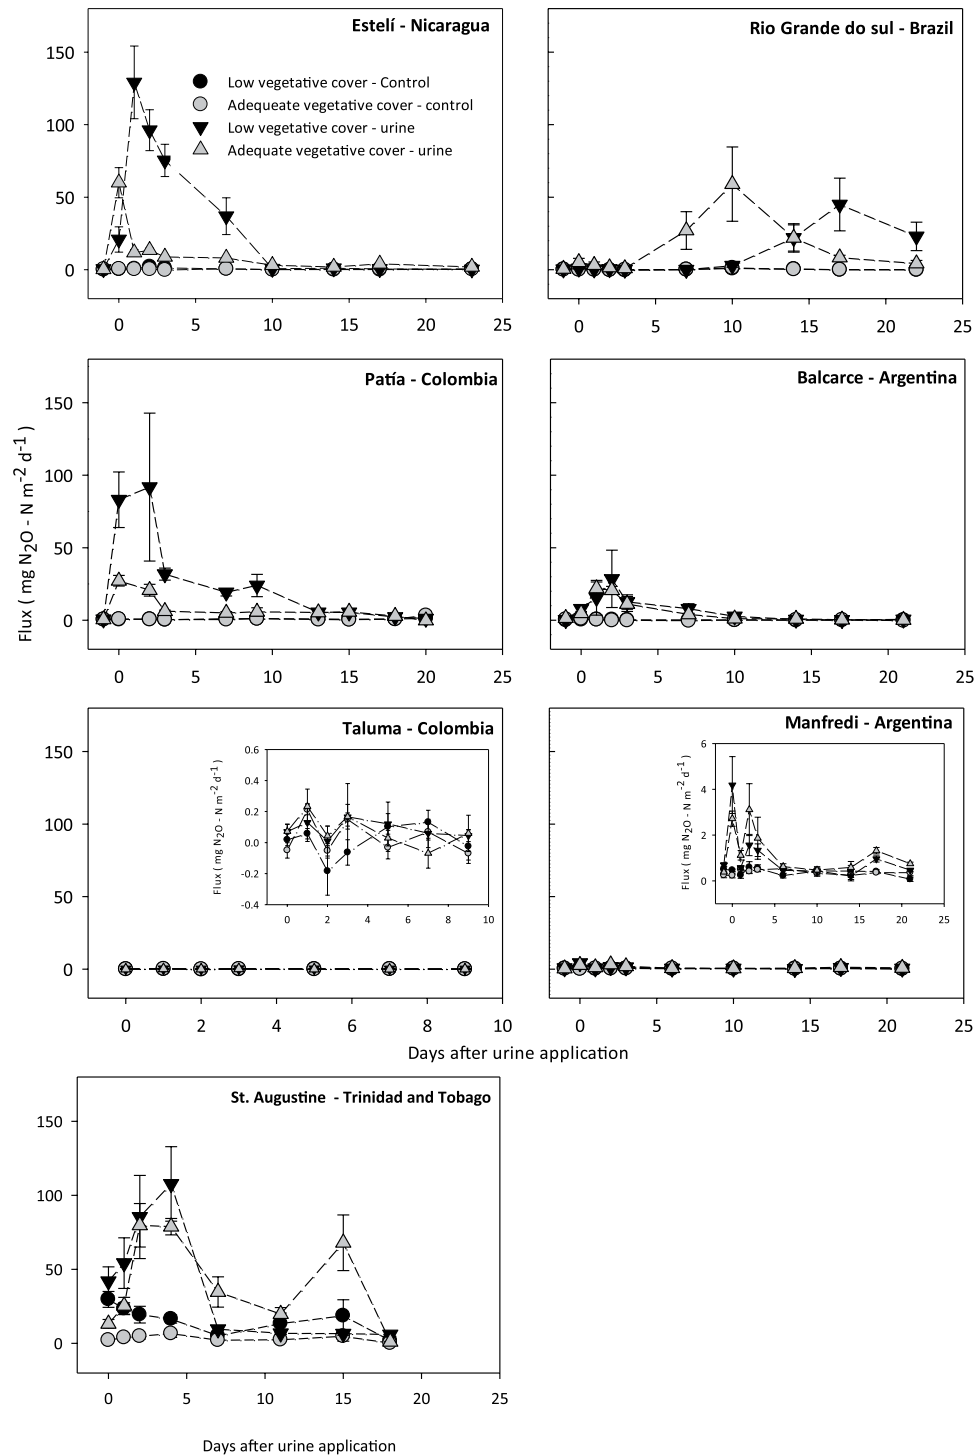 Estelí - Nicaragua
Low vegetative cover - Control
Adequeate vegetative cover - control
Low vegetative cover - urine
Adequate vegetative cover - urine
150
100
50
0
0 5 10 15 20 25
Rio Grande do sul - Brazil
0 5 10 15 20 25
Flux ( mg N2O - N m-2 d-1 )
Patía - Colombia
150
100
50
0
0 5 10 15 20 25
Balcarce - Argentina
0 5 10 15 20 25
Taluma - Colombia
150
100
50
0
Flux ( mg N2O - N m-2 d-1 )
0.6
0.4
0.2
0.0
-0.2
-0.4
0 2 4 6 8 10
0 2 4 6 8 10
Manfredi - Argentina
Flux ( mg N2O - N m-2 d-1 )
6
4
2
0
0 5 10 15 20 25
0 5 10 15 20 25
Days after urine application
St. Augustine - Trinidad and Tobago
150
100
50
0
0 5 10 15 20 25
Days after urine application